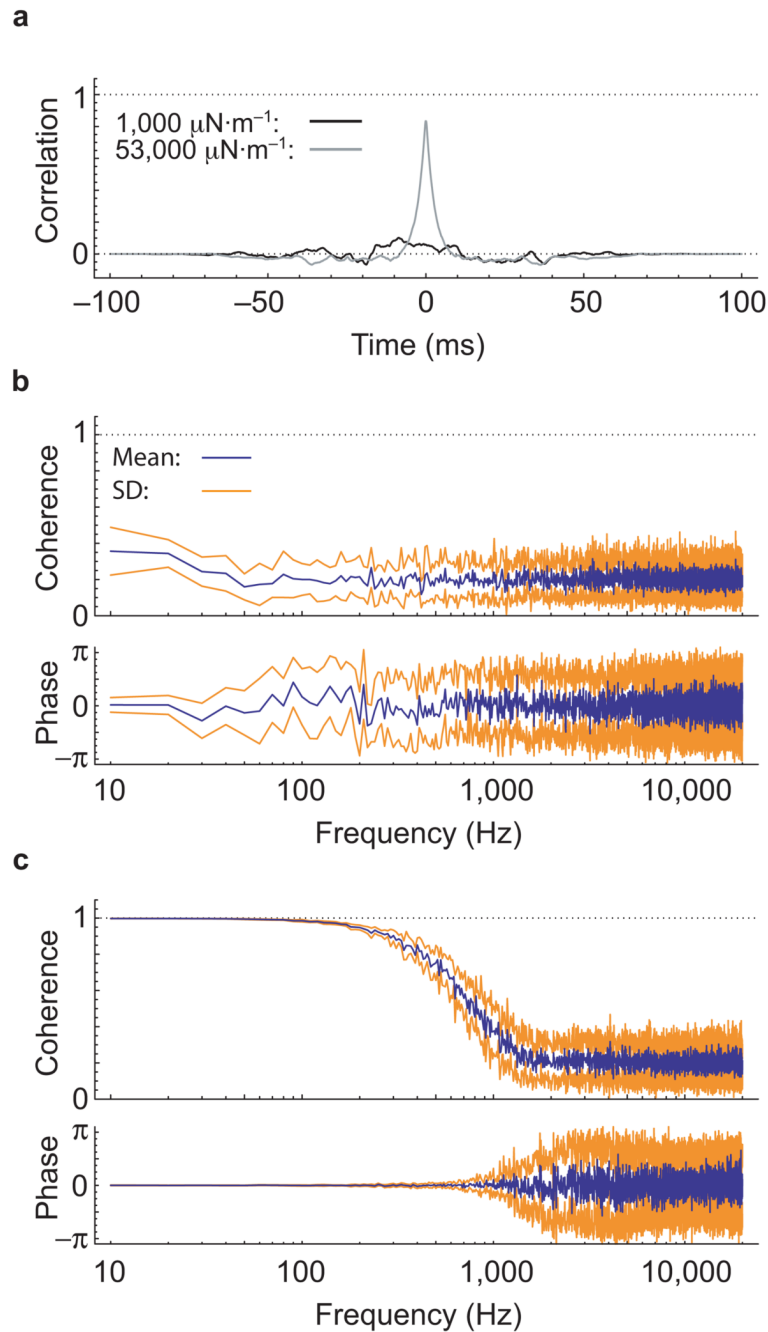 a
1
Correlation
1,000 μN·m⁻¹:
53,000 μN·m⁻¹:
0
–100 –50 0 50 100
Time (ms)
b
1
Coherence
Mean:
SD:
0
π
Phase
0
–π
10 100 1,000 10,000
Frequency (Hz)
c
1
Coherence
0
π
Phase
0
–π
10 100 1,000 10,000
Frequency (Hz)